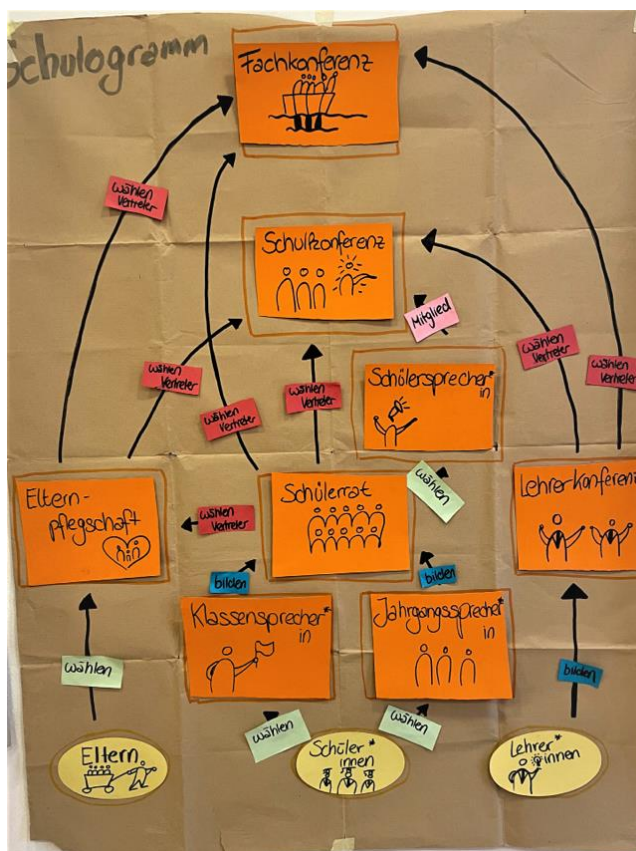 Schulogramm
Fachkonferenz
wählen
Vertreter
Schulkonferenz
Mitglied
wählen
Vertreter
wählen
Vertreter
wählen
Vertreter
wählen
Vertreter
wählen
Vertreter
Schülersprecher*
in
Eltern-
pflegschaft
wählen
Vertreter
Schülerrat
wählen
Lehrerkonferenz
bilden
bilden
Klassensprecher*
in
Jahrgangssprecher*
in
wählen
bilden
wählen
wählen
Eltern
Schüler*
innen
Lehrer*
innen